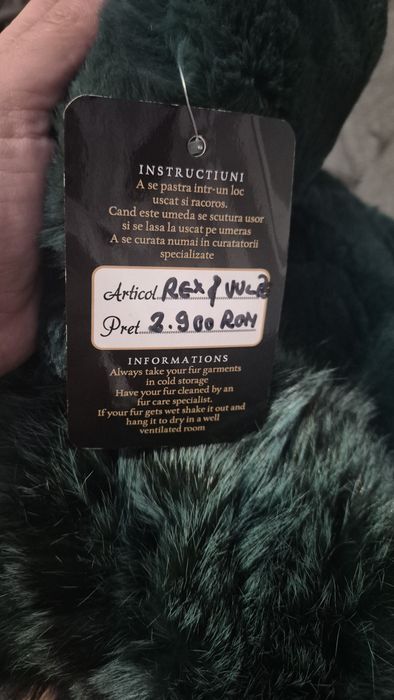 INSTRUCTIUNI
A se pastra intr-un loc
uscat si racoros.
Cand este umeda se scutura usor
si se lasa la uscat pe umeras
A se curata numai in curatatorii
specializate
Articol REX /
Pret 2.900 RON
INFORMATIONS
Always take your fur garments
in cold storage
Have your fur cleaned by an
fur care specialist.
If your fur gets wet shake it out and
hang it to dry in a well
ventilated room